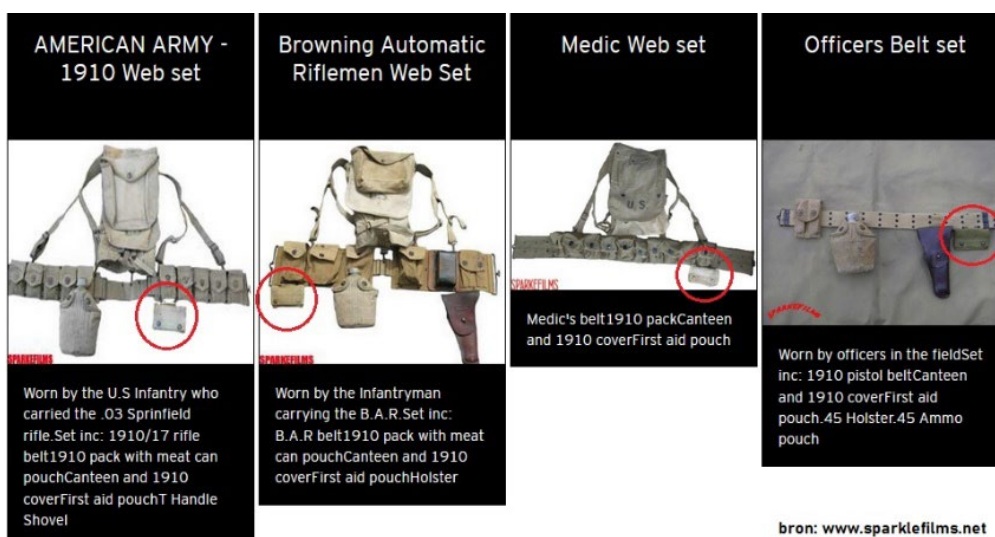 AMERICAN ARMY -
1910 Web set
SPARKEFILMS
Worn by the U.S Infantry who
carried the .03 Sprinfield
rifle.Set inc: 1910/17 rifle
belt1910 pack with meat can
pouchCanteen and 1910
coverFirst aid pouchT Handle
Shovel
Browning Automatic
Riflemen Web Set
SPARKEFILMS
Worn by the Infantryman
carrying the B.A.R.Set inc:
B.A.R belt1910 pack with meat
can pouchCanteen and 1910
coverFirst aid pouchHolster
Medic Web set
U.S
SPARKEFILMS
Medic's belt1910 packCanteen
and 1910 coverFirst aid pouch
Officers Belt set
SPARKEFILMS
Worn by officers in the fieldSet
inc: 1910 pistol beltCanteen
and 1910 coverFirst aid
pouch.45 Holster.45 Ammo
pouch
bron: www.sparklefilms.net